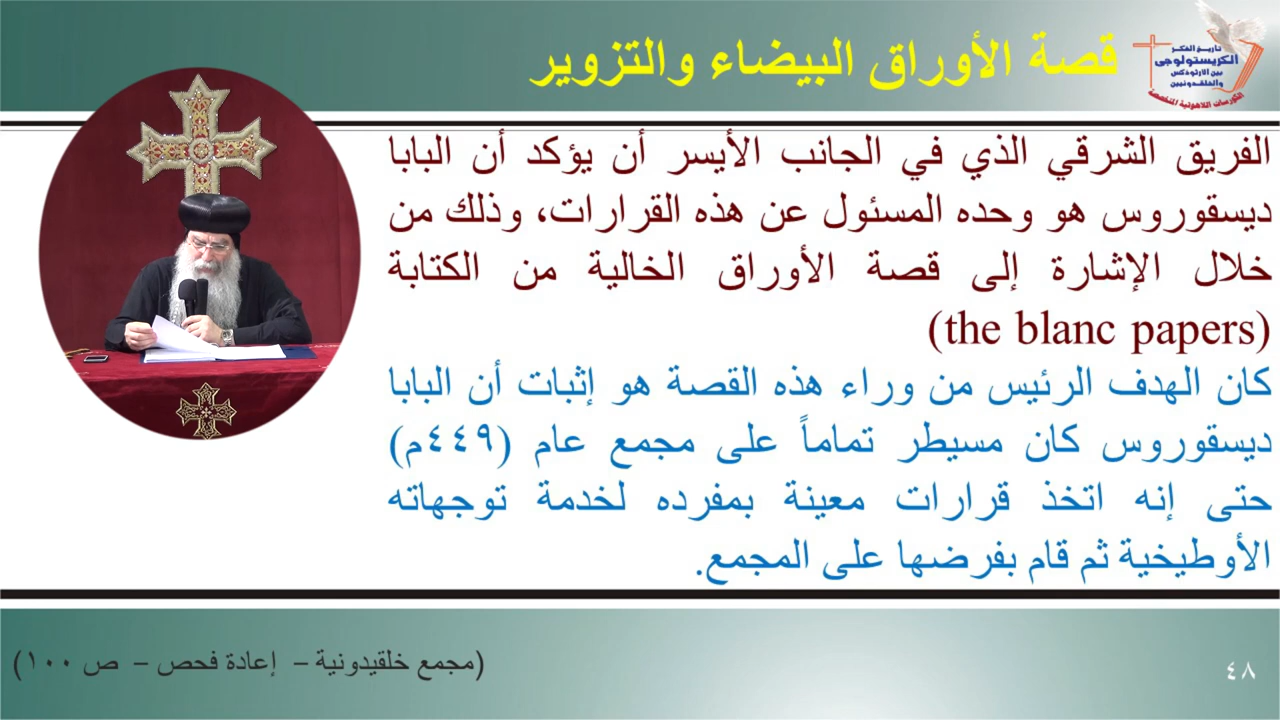 قصة الأوراق البيضاء والتزوير
تاريخ الفكر
الكريستولوجى
بين الأرثوذكس
والخلقدونيين
الكورسات اللاهوتية المتخصصة
الفريق الشرقي الذي في الجانب الأيسر أن يؤكد أن البابا
ديسقوروس هو وحده المسئول عن هذه القرارات، وذلك من
خلال الإشارة إلى قصة الأوراق الخالية من الكتابة
(the blanc papers)
كان الهدف الرئيس من وراء هذه القصة هو إثبات أن البابا
ديسقوروس كان مسيطر تماماً على مجمع عام (٤٤٩م)
حتى إنه اتخذ قرارات معينة بمفرده لخدمة توجهاته
الأوطيخية ثم قام بفرضها على المجمع.
(مجمع خلقيدونية – إعادة فحص – ص ١٠٠)
٤٨